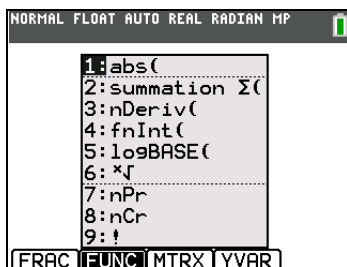 NORMAL FLOAT AUTO REAL RADIAN MP
1:abs(
2:summation Σ(
3:nDeriv(
4:fnInt(
5:logBASE(
6:ˣ√
7:nPr
8:nCr
9:!
FRAC FUNC MTRX YVAR